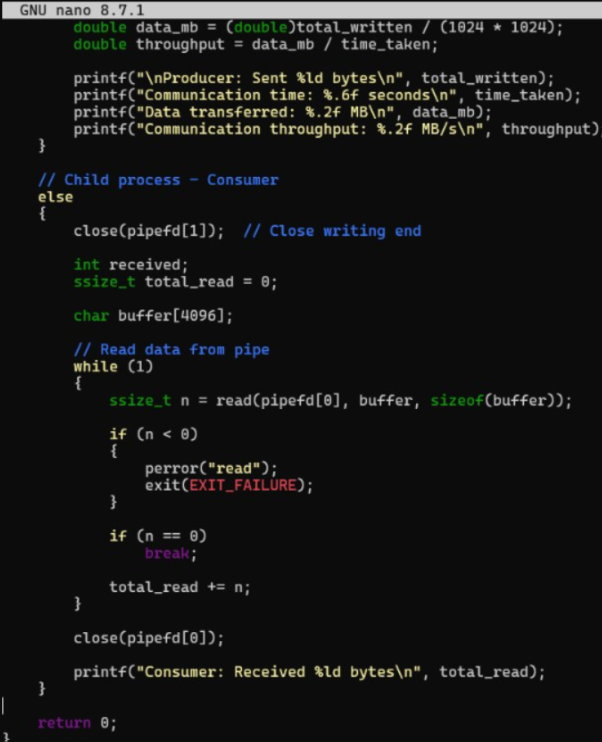 GNU nano 8.7.1
double data_mb = (double)total_written / (1024 * 1024);
double throughput = data_mb / time_taken;
printf("\nProducer: Sent %ld bytes\n", total_written);
printf("Communication time: %.6f seconds\n", time_taken);
printf("Data transferred: %.2f MB\n", data_mb);
printf("Communication throughput: %.2f MB/s\n", throughput)
}
// Child process - Consumer
else
{
close(pipefd[1]);  // Close writing end
int received;
ssize_t total_read = 0;
char buffer[4096];
// Read data from pipe
while (1)
{
ssize_t n = read(pipefd[0], buffer, sizeof(buffer));
if (n < 0)
{
perror("read");
exit(EXIT_FAILURE);
}
if (n == 0)
break;
total_read += n;
}
close(pipefd[0]);
printf("Consumer: Received %ld bytes\n", total_read);
}
return 0;
}